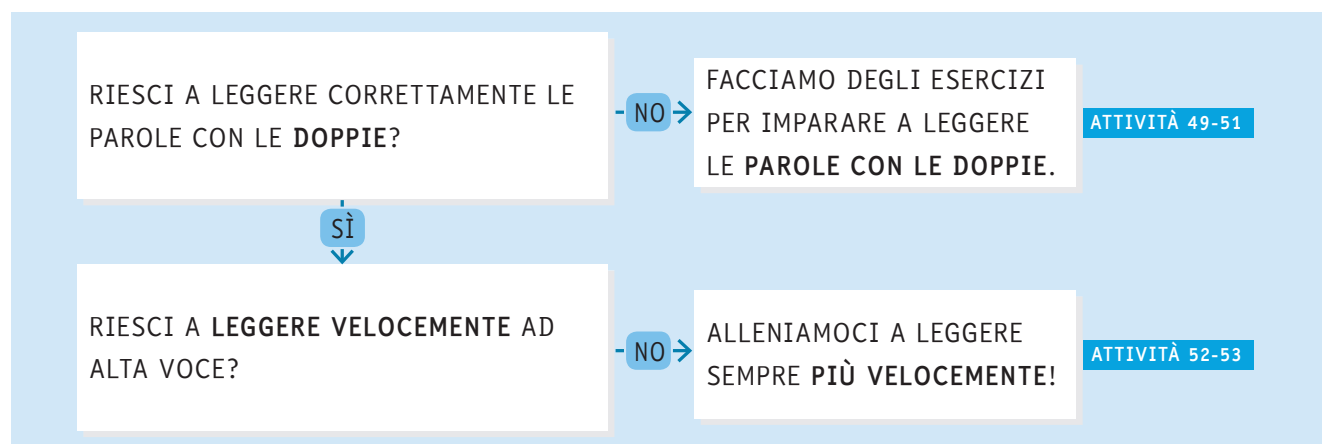 RIESCI A LEGGERE CORRETTAMENTE LE
PAROLE CON LE DOPPIE?
NO
FACCIAMO DEGLI ESERCIZI
PER IMPARARE A LEGGERE
LE PAROLE CON LE DOPPIE.
ATTIVITÀ 49-51
SÌ
RIESCI A LEGGERE VELOCEMENTE AD
ALTA VOCE?
NO
ALLENIAMOCI A LEGGERE
SEMPRE PIÙ VELOCEMENTE!
ATTIVITÀ 52-53